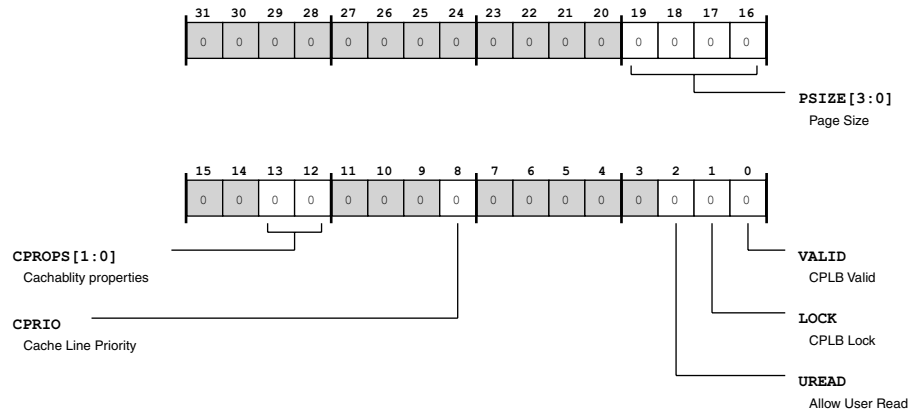 31 30 29 28 27 26 25 24 23 22 21 20 19 18 17 16
0 0 0 0 0 0 0 0 0 0 0 0 0 0 0 0
PSIZE[3:0]
Page Size
15 14 13 12 11 10 9 8 7 6 5 4 3 2 1 0
0 0 0 0 0 0 0 0 0 0 0 0 0 0 0 0
CPROPS[1:0]
Cachablity properties
VALID
CPLB Valid
CPRIO
Cache Line Priority
LOCK
CPLB Lock
UREAD
Allow User Read